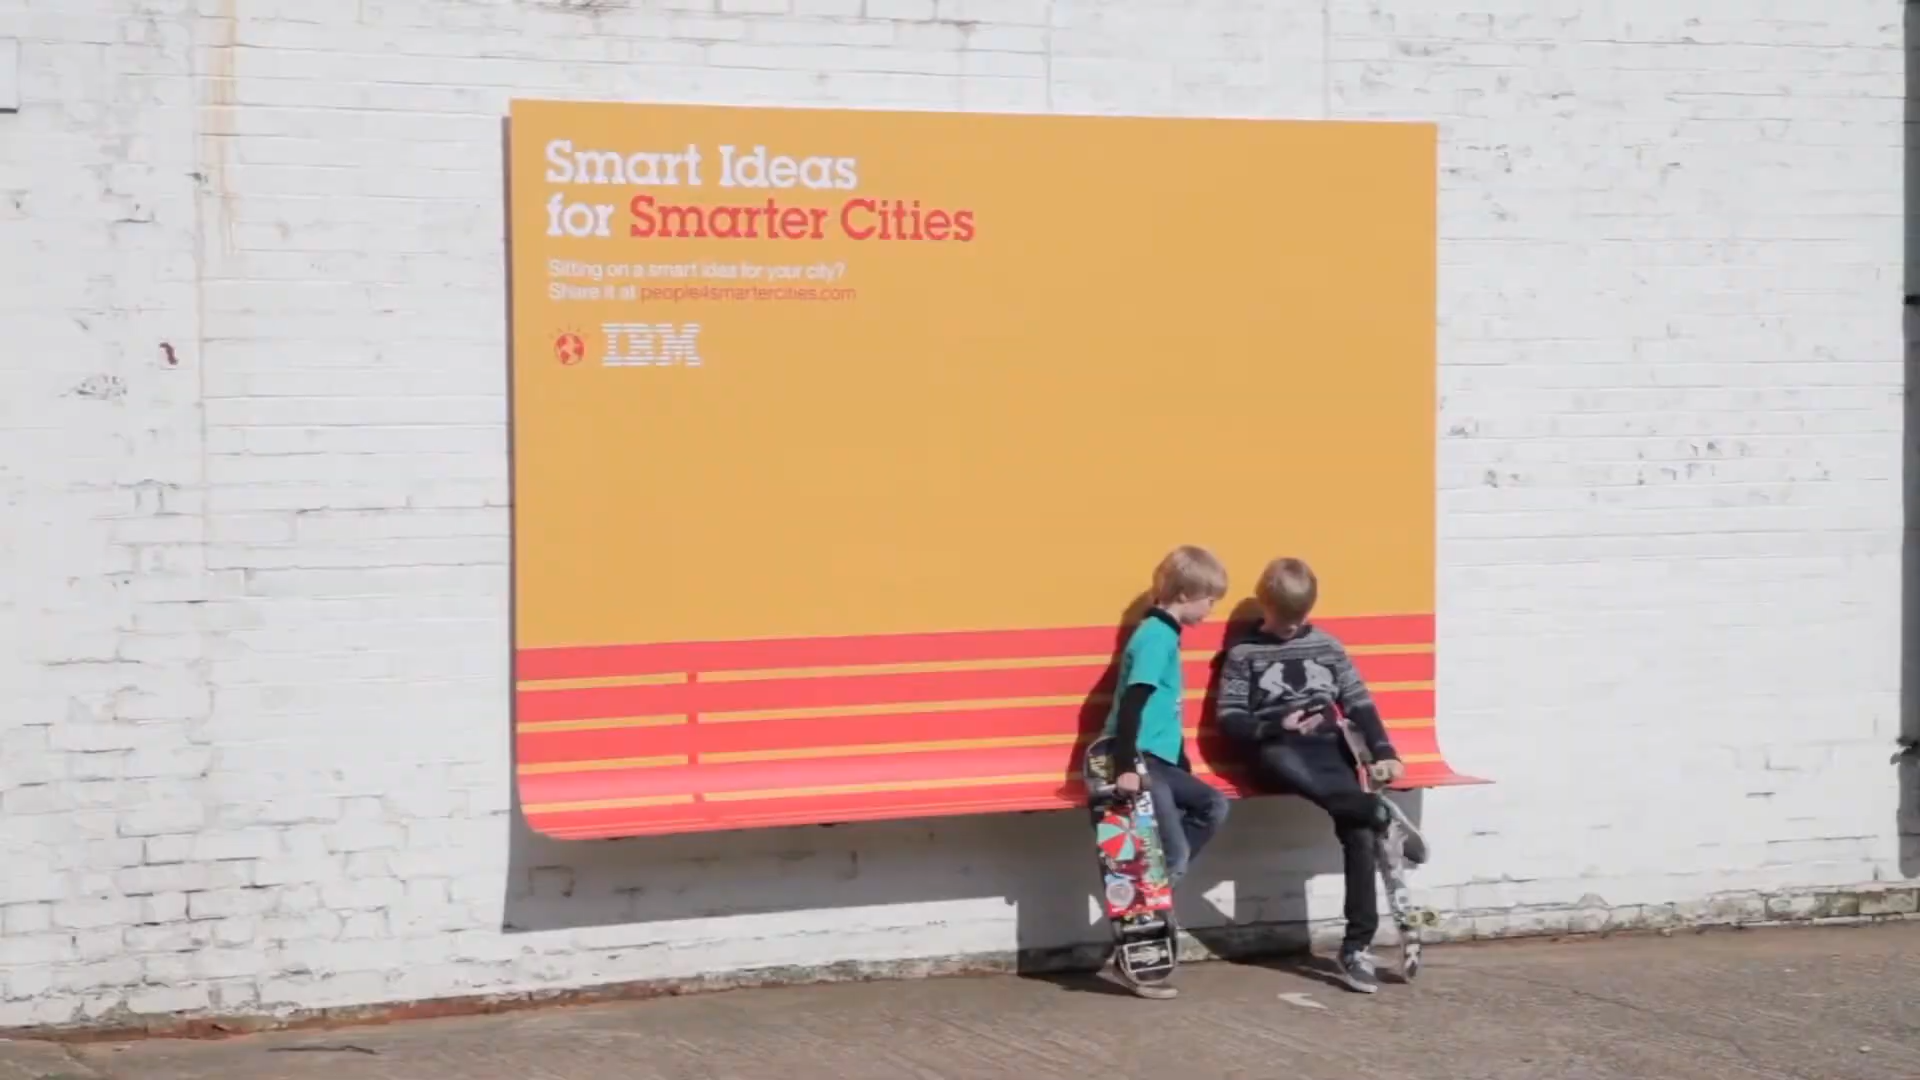 Smart Ideas
for Smarter Cities
Sitting on a smart idea for your city?
Share it at people4smartercities.com
IBM